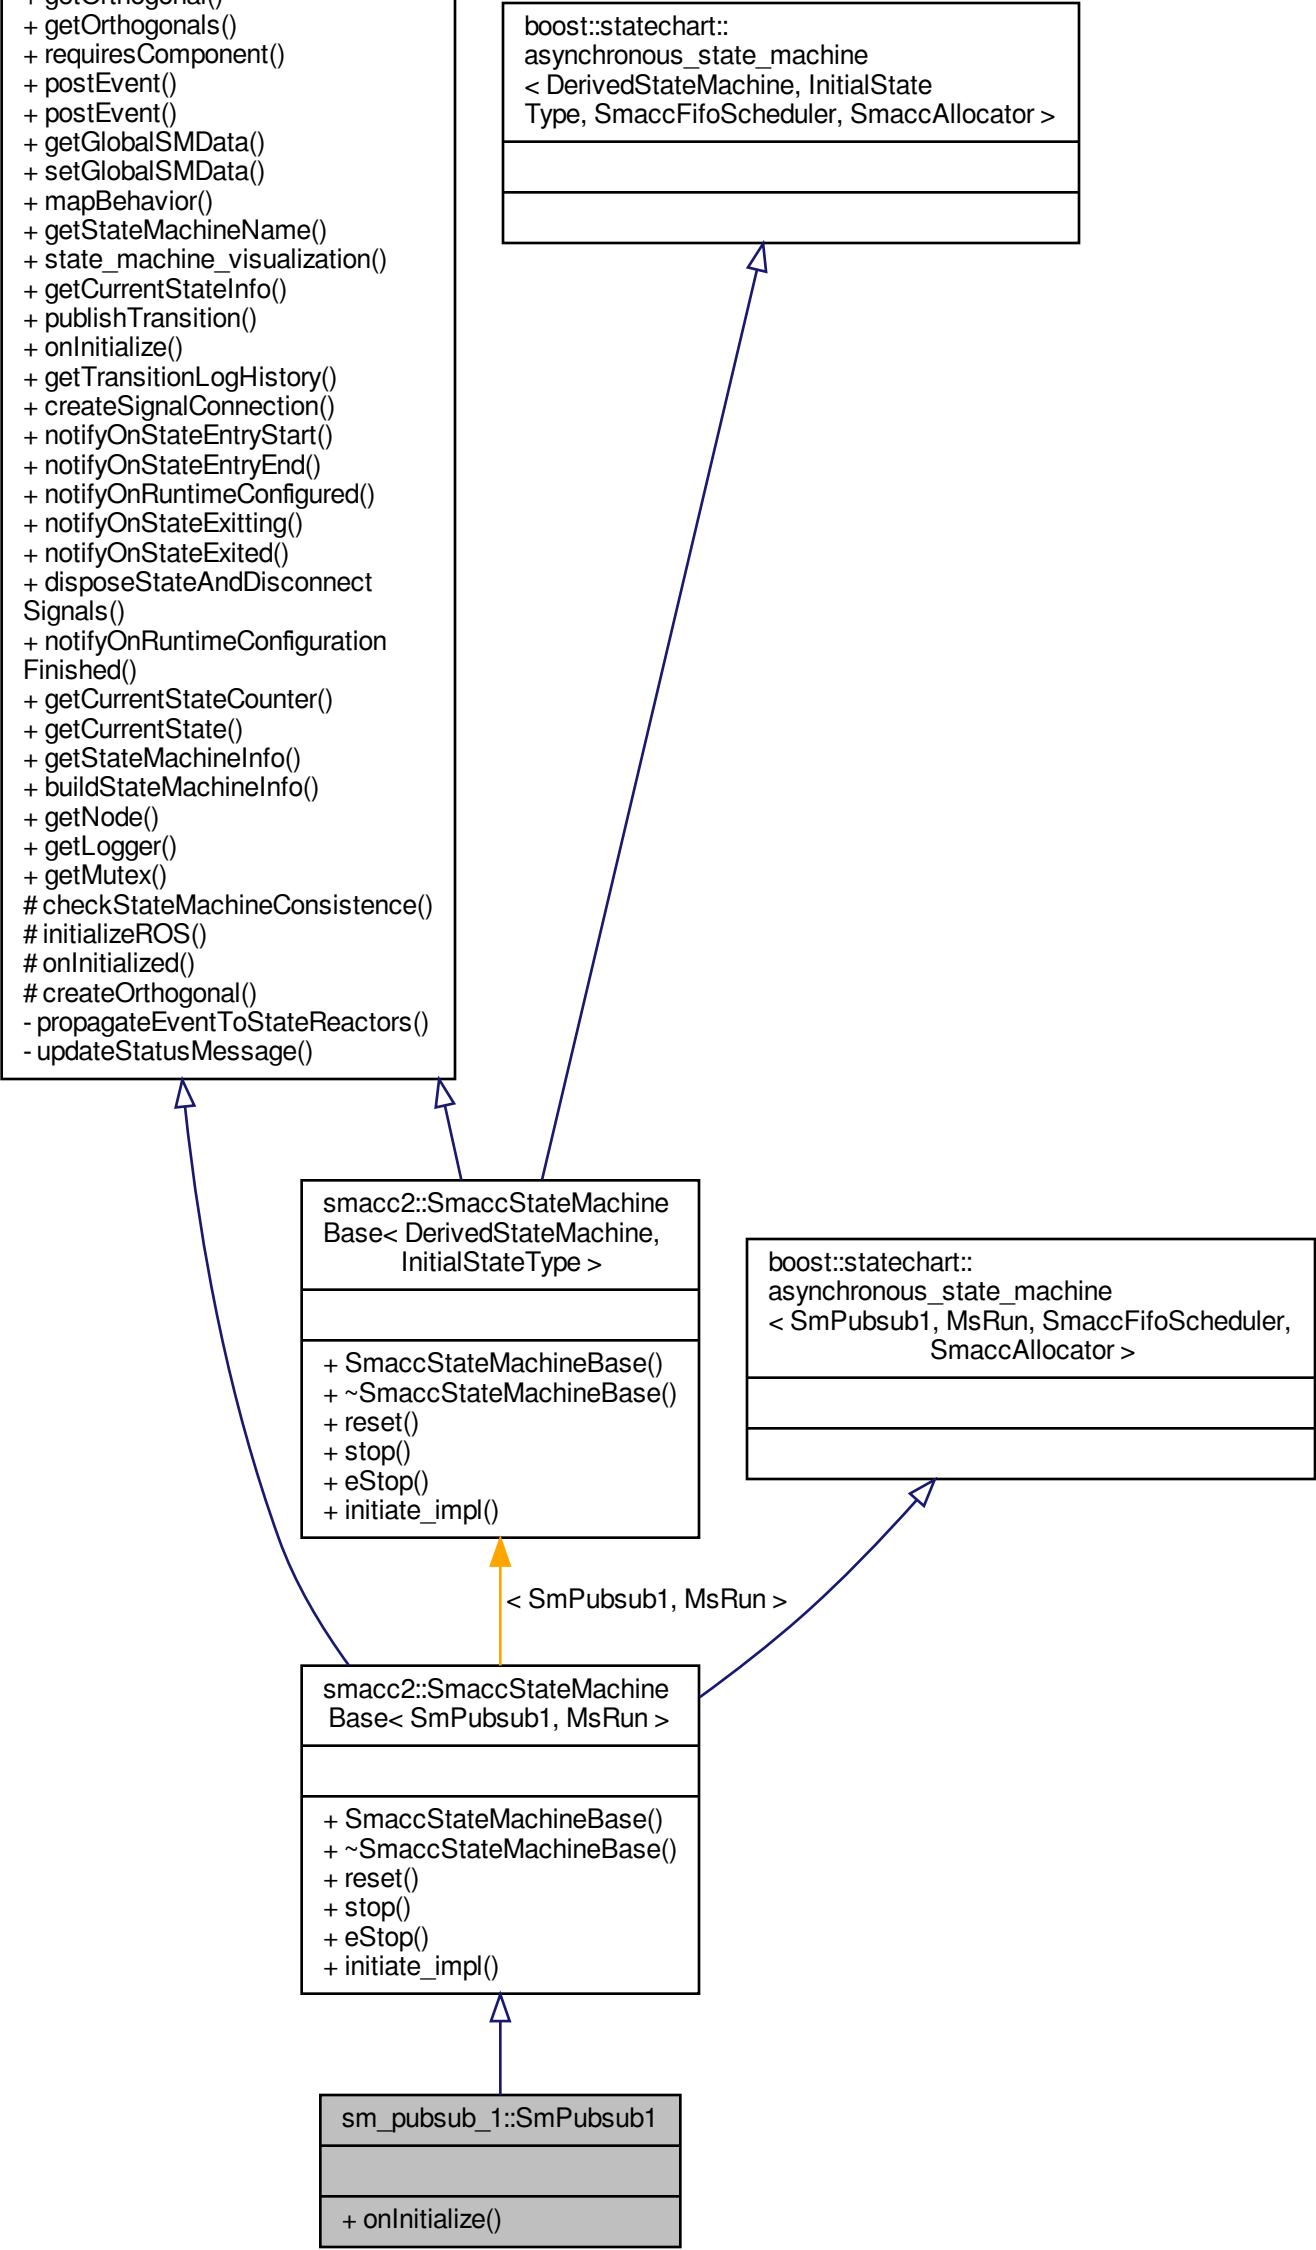 + getOrthogonal()
+ getOrthogonals()
+ requiresComponent()
+ postEvent()
+ postEvent()
+ getGlobalSMData()
+ setGlobalSMData()
+ mapBehavior()
+ getStateMachineName()
+ state_machine_visualization()
+ getCurrentStateInfo()
+ publishTransition()
+ onInitialize()
+ getTransitionLogHistory()
+ createSignalConnection()
+ notifyOnStateEntryStart()
+ notifyOnStateEntryEnd()
+ notifyOnRuntimeConfigured()
+ notifyOnStateExitting()
+ notifyOnStateExited()
+ disposeStateAndDisconnect
Signals()
+ notifyOnRuntimeConfiguration
Finished()
+ getCurrentStateCounter()
+ getCurrentState()
+ getStateMachineInfo()
+ buildStateMachineInfo()
+ getNode()
+ getLogger()
+ getMutex()
# checkStateMachineConsistence()
# initializeROS()
# onInitialized()
# createOrthogonal()
- propagateEventToStateReactors()
- updateStatusMessage()
boost::statechart::
asynchronous_state_machine
< DerivedStateMachine, InitialState
Type, SmaccFifoScheduler, SmaccAllocator >
smacc2::SmaccStateMachine
Base< DerivedStateMachine,
InitialStateType >
+ SmaccStateMachineBase()
+ ~SmaccStateMachineBase()
+ reset()
+ stop()
+ eStop()
+ initiate_impl()
boost::statechart::
asynchronous_state_machine
< SmPubsub1, MsRun, SmaccFifoScheduler,
SmaccAllocator >
< SmPubsub1, MsRun >
smacc2::SmaccStateMachine
Base< SmPubsub1, MsRun >
+ SmaccStateMachineBase()
+ ~SmaccStateMachineBase()
+ reset()
+ stop()
+ eStop()
+ initiate_impl()
sm_pubsub_1::SmPubsub1
+ onInitialize()